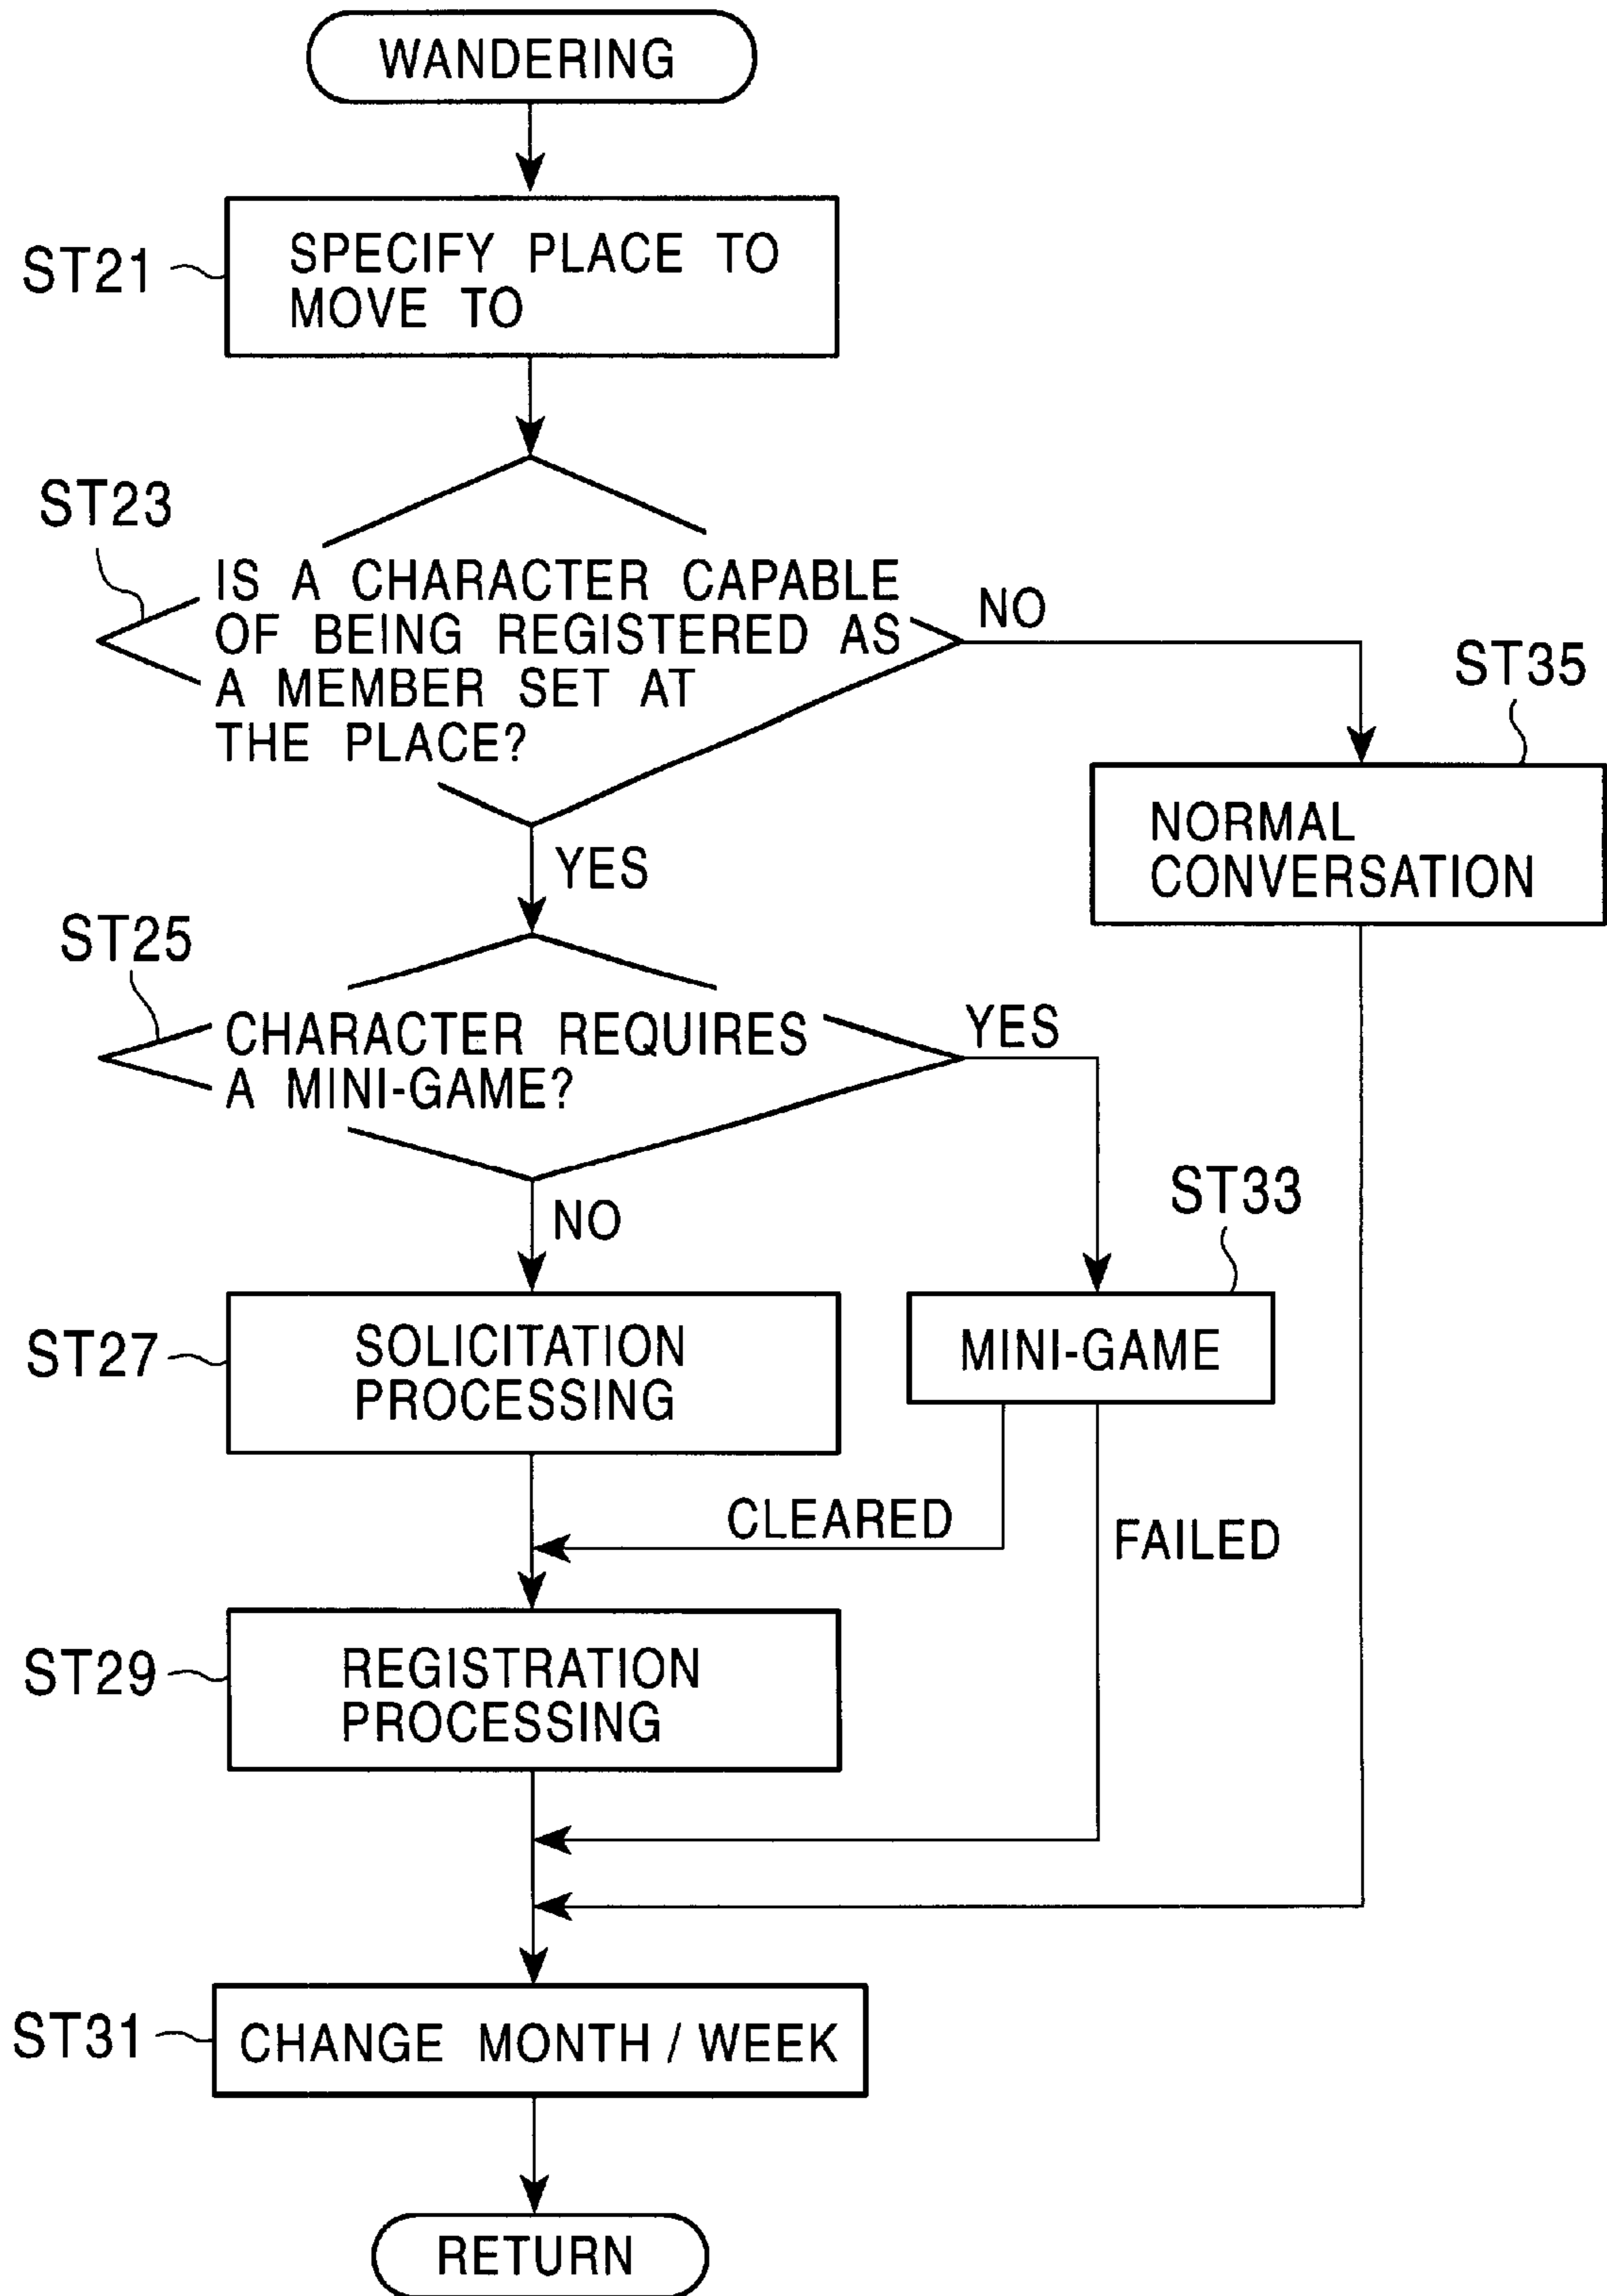 WANDERING
ST21
SPECIFY PLACE TO
MOVE TO
ST23
IS A CHARACTER CAPABLE
OF BEING REGISTERED AS
A MEMBER SET AT
THE PLACE?
NO
ST35
NORMAL
CONVERSATION
YES
ST25
CHARACTER REQUIRES
A MINI-GAME?
YES
NO
ST33
MINI-GAME
ST27
SOLICITATION
PROCESSING
CLEARED
FAILED
ST29
REGISTRATION
PROCESSING
ST31
CHANGE MONTH / WEEK
RETURN